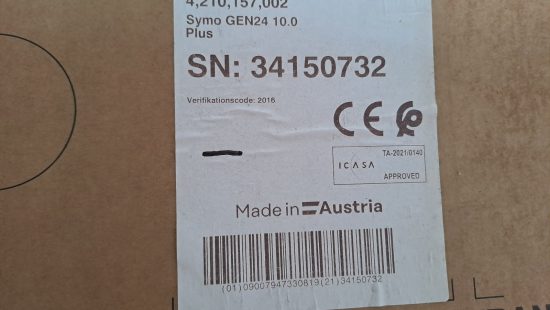 4,210,157,002
Symo GEN24 10.0
Plus
SN: 34150732
Verifikationscode: 2016
CE
TA-2021/0140
ICASA
APPROVED
Made in Austria
(01)09007947330819(21)34150732